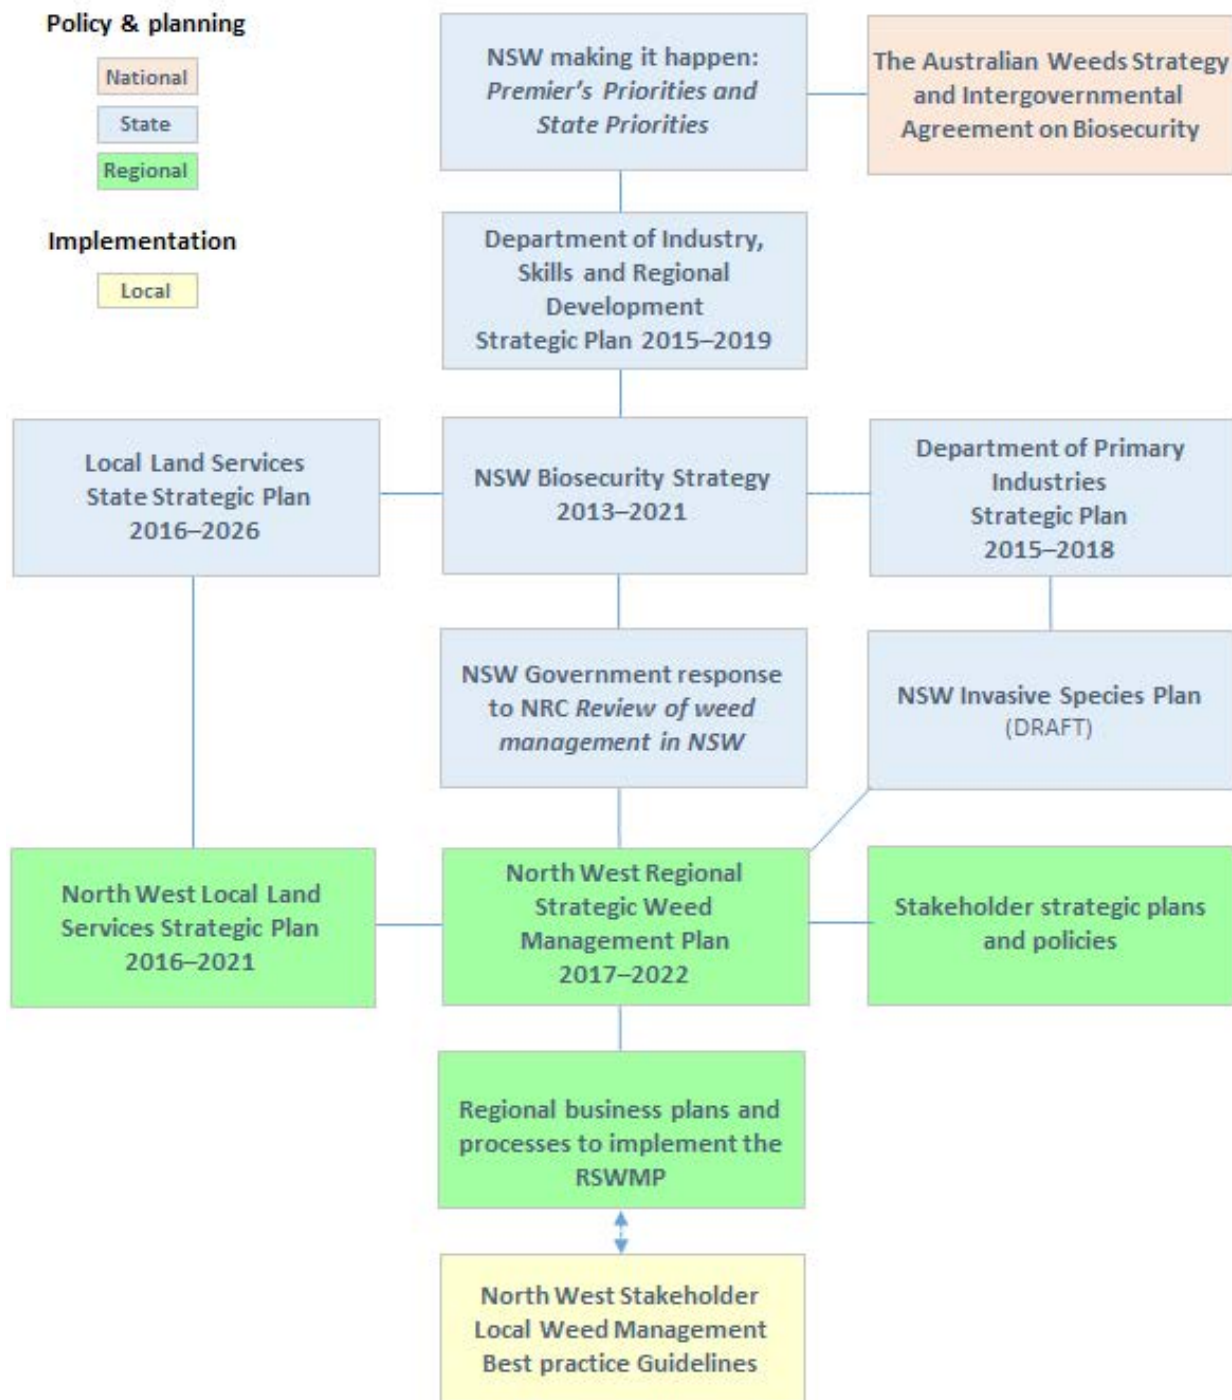 Policy & planning
National
State
Regional
Implementation
Local
NSW making it happen:
Premier's Priorities and
State Priorities
The Australian Weeds Strategy
and Intergovernmental
Agreement on Biosecurity
Department of Industry,
Skills and Regional
Development
Strategic Plan 2015–2019
Local Land Services
State Strategic Plan
2016–2026
NSW Biosecurity Strategy
2013–2021
Department of Primary
Industries
Strategic Plan
2015–2018
NSW Government response
to NRC Review of weed
management in NSW
NSW Invasive Species Plan
(DRAFT)
North West Local Land
Services Strategic Plan
2016–2021
North West Regional
Strategic Weed
Management Plan
2017–2022
Stakeholder strategic plans
and policies
Regional business plans and
processes to implement the
RSWMP
North West Stakeholder
Local Weed Management
Best practice Guidelines